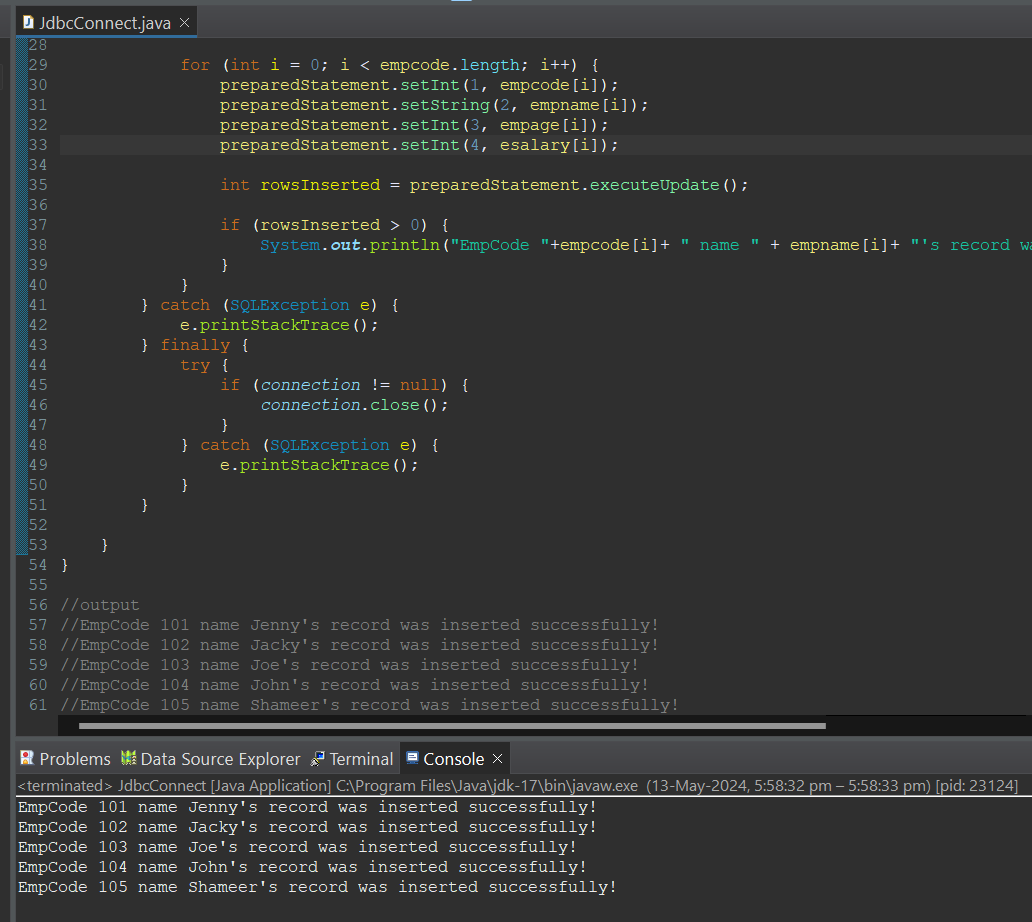 JdbcConnect.java
28
29 for (int i = 0; i < empcode.length; i++) {
30 preparedStatement.setInt(1, empcode[i]);
31 preparedStatement.setString(2, empname[i]);
32 preparedStatement.setInt(3, empage[i]);
33 preparedStatement.setInt(4, esalary[i]);
34
35 int rowsInserted = preparedStatement.executeUpdate();
36
37 if (rowsInserted > 0) {
38 System.out.println("EmpCode "+empcode[i]+ " name " + empname[i]+ "'s record wa
39 }
40 }
41 } catch (SQLException e) {
42 e.printStackTrace();
43 } finally {
44 try {
45 if (connection != null) {
46 connection.close();
47 }
48 } catch (SQLException e) {
49 e.printStackTrace();
50 }
51 }
52
53 }
54 }
55
56 //output
57 //EmpCode 101 name Jenny's record was inserted successfully!
58 //EmpCode 102 name Jacky's record was inserted successfully!
59 //EmpCode 103 name Joe's record was inserted successfully!
60 //EmpCode 104 name John's record was inserted successfully!
61 //EmpCode 105 name Shameer's record was inserted successfully!
Problems Data Source Explorer Terminal Console
<terminated> JdbcConnect [Java Application] C:\Program Files\Java\jdk-17\bin\javaw.exe (13-May-2024, 5:58:32 pm – 5:58:33 pm) [pid: 23124]
EmpCode 101 name Jenny's record was inserted successfully!
EmpCode 102 name Jacky's record was inserted successfully!
EmpCode 103 name Joe's record was inserted successfully!
EmpCode 104 name John's record was inserted successfully!
EmpCode 105 name Shameer's record was inserted successfully!